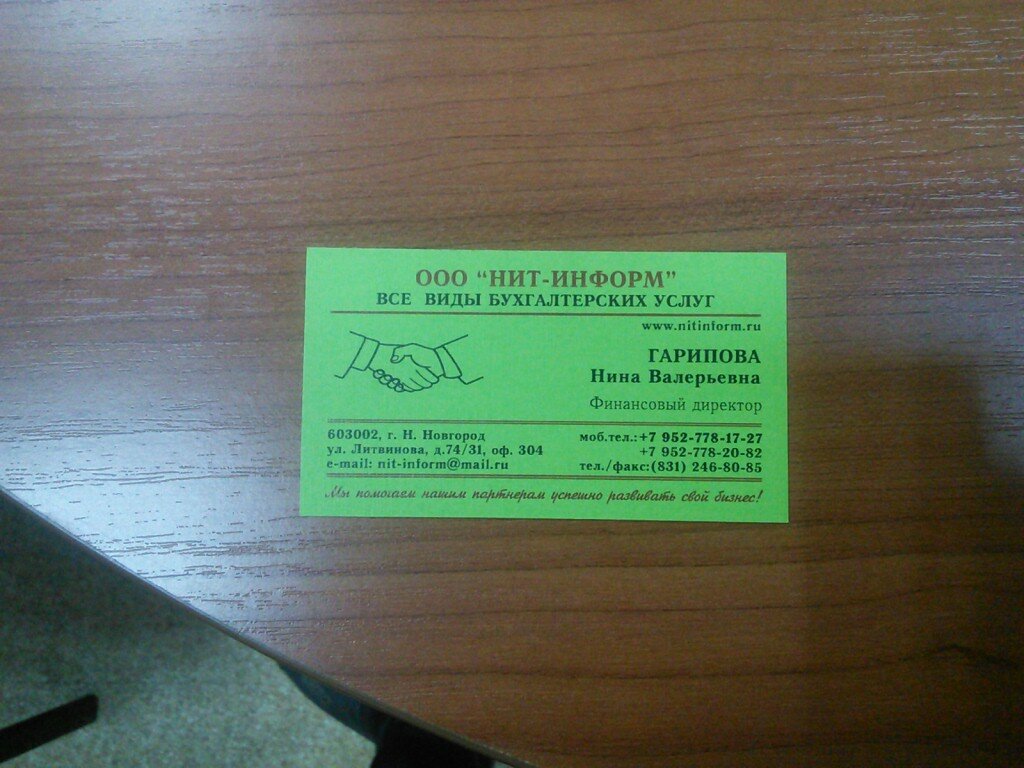 ООО “НИТ-ИНФОРМ”
ВСЕ ВИДЫ БУХГАЛТЕРСКИХ УСЛУГ
www.nitinform.ru
ГАРИПОВА
Нина Валерьевна
Финансовый директор
603002, г. Н. Новгород
ул. Литвинова, д.74/31, оф. 304
e-mail: nit-inform@mail.ru
моб.тел.:+7 952-778-17-27
+7 952-778-20-82
тел./факс:(831) 246-80-85
Мы помогаем нашим партнерам успешно развивать свой бизнес!